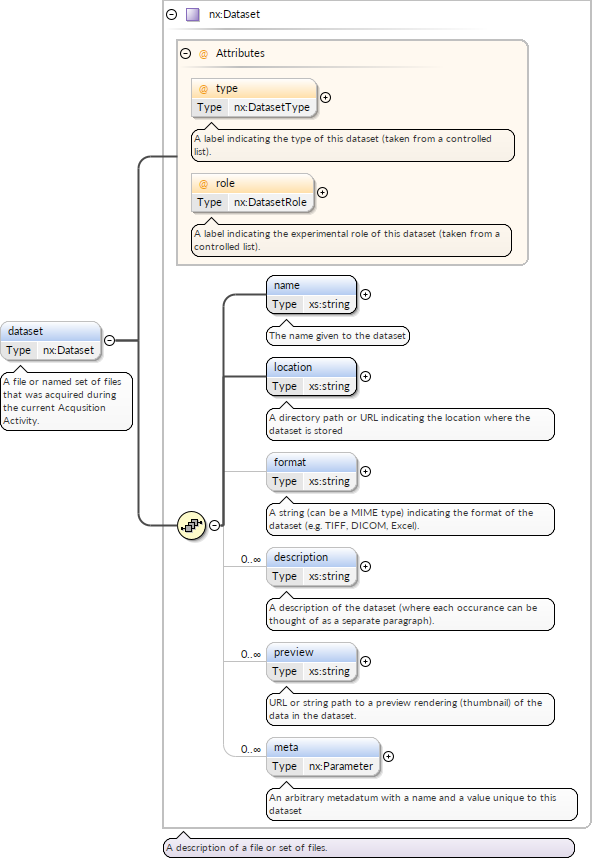 nx:Dataset
@ Attributes
@ type
Type nx:DatasetType
A label indicating the type of this dataset (taken from a controlled
list).
@ role
Type nx:DatasetRole
A label indicating the experimental role of this dataset (taken from a
controlled list).
dataset
Type nx:Dataset
A file or named set of files
that was acquired during
the current Acqusition
Activity.
name
Type xs:string
The name given to the dataset
location
Type xs:string
A directory path or URL indicating the location where the
dataset is stored
format
Type xs:string
A string (can be a MIME type) indicating the format of the
dataset (e.g. TIFF, DICOM, Excel).
0..∞
description
Type xs:string
A description of the dataset (where each occurance can be
thought of as a separate paragraph).
0..∞
preview
Type xs:string
URL or string path to a preview rendering (thumbnail) of the
data in the dataset.
0..∞
meta
Type nx:Parameter
An arbitrary metadatum with a name and a value unique to this
dataset
A description of a file or set of files.